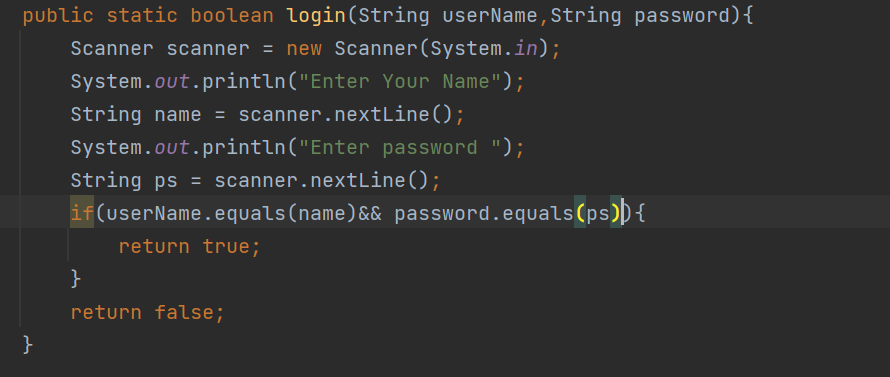 public static boolean login(String userName,String password){
    Scanner scanner = new Scanner(System.in);
    System.out.println("Enter Your Name");
    String name = scanner.nextLine();
    System.out.println("Enter password ");
    String ps = scanner.nextLine();
    if(userName.equals(name)&& password.equals(ps)){
        return true;
    }
    return false;
}